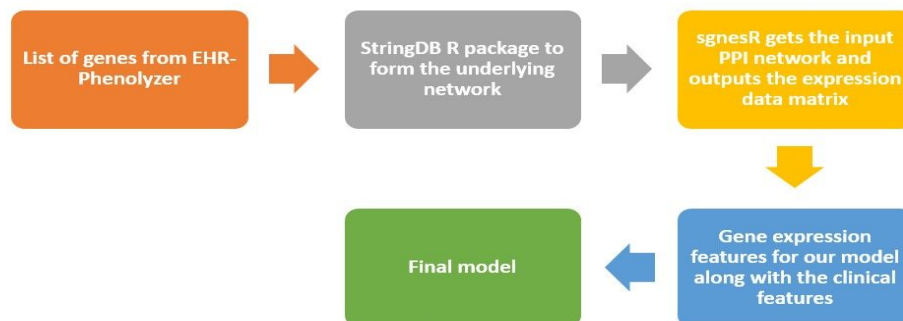 List of genes from EHR-
Phenolyzer
StringDB R package to
form the underlying
network
sgnesR gets the input
PPI network and
outputs the expression
data matrix
Gene expression
features for our model
along with the clinical
features
Final model